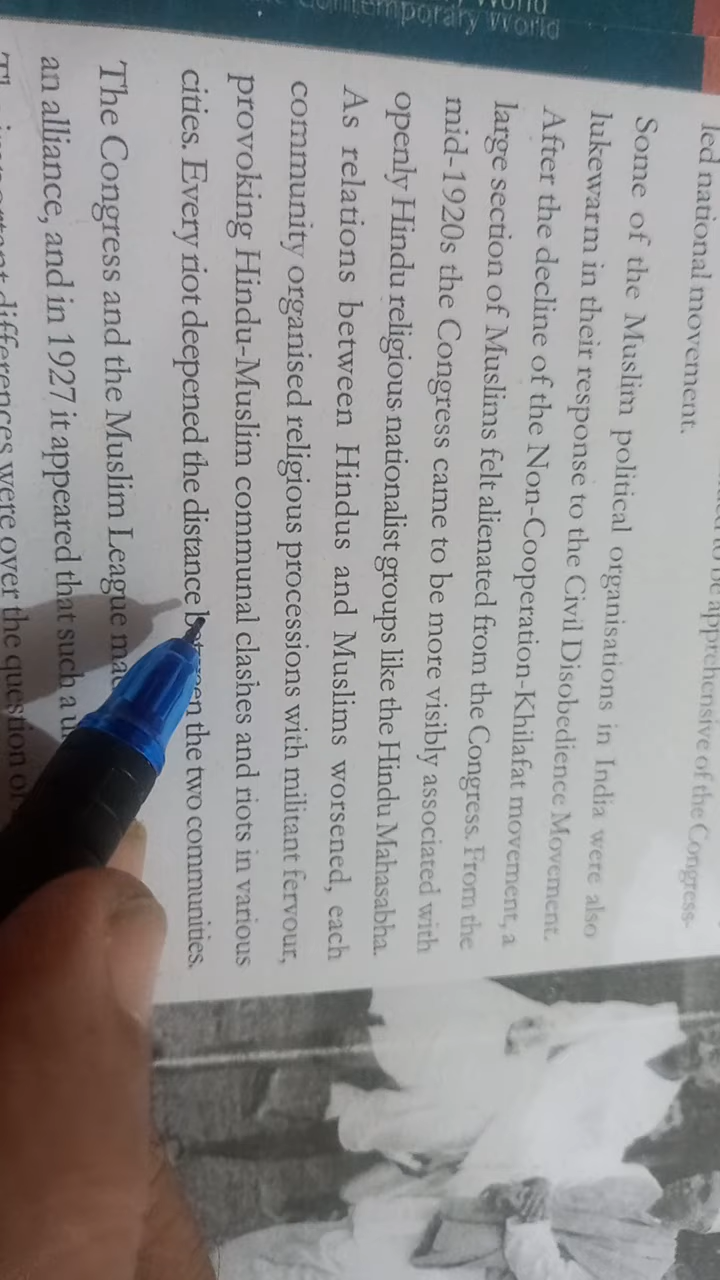 Contemporary World
led national movement.
be apprehensive of the Congress-
Some of the Muslim political organisations in India were also
lukewarm in their response to the Civil Disobedience Movement.
After the decline of the Non-Cooperation-Khilafat movement, a
large section of Muslims felt alienated from the Congress. From the
mid-1920s the Congress came to be more visibly associated with
openly Hindu religious nationalist groups like the Hindu Mahasabha.
As relations between Hindus and Muslims worsened, each
community organised religious processions with militant fervour,
provoking Hindu-Muslim communal clashes and riots in various
cities. Every riot deepened the distance between the two communities.
The Congress and the Muslim League
an alliance, and in 1927 it appeared that such a
important differences were over the question of